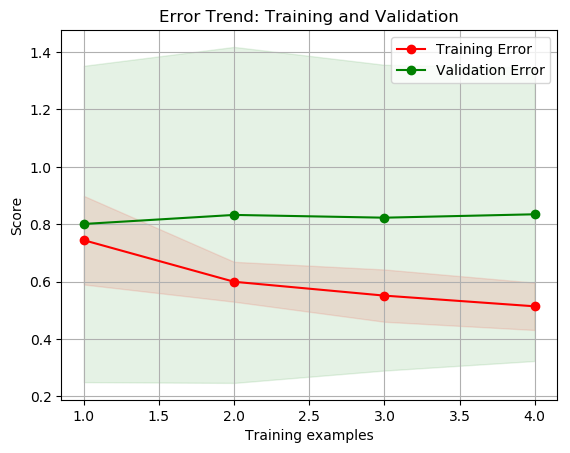 Error Trend: Training and Validation
Training Error
Validation Error
Score
1.4
1.2
1.0
0.8
0.6
0.4
0.2
1.0
1.5
2.0
2.5
3.0
3.5
4.0
Training examples